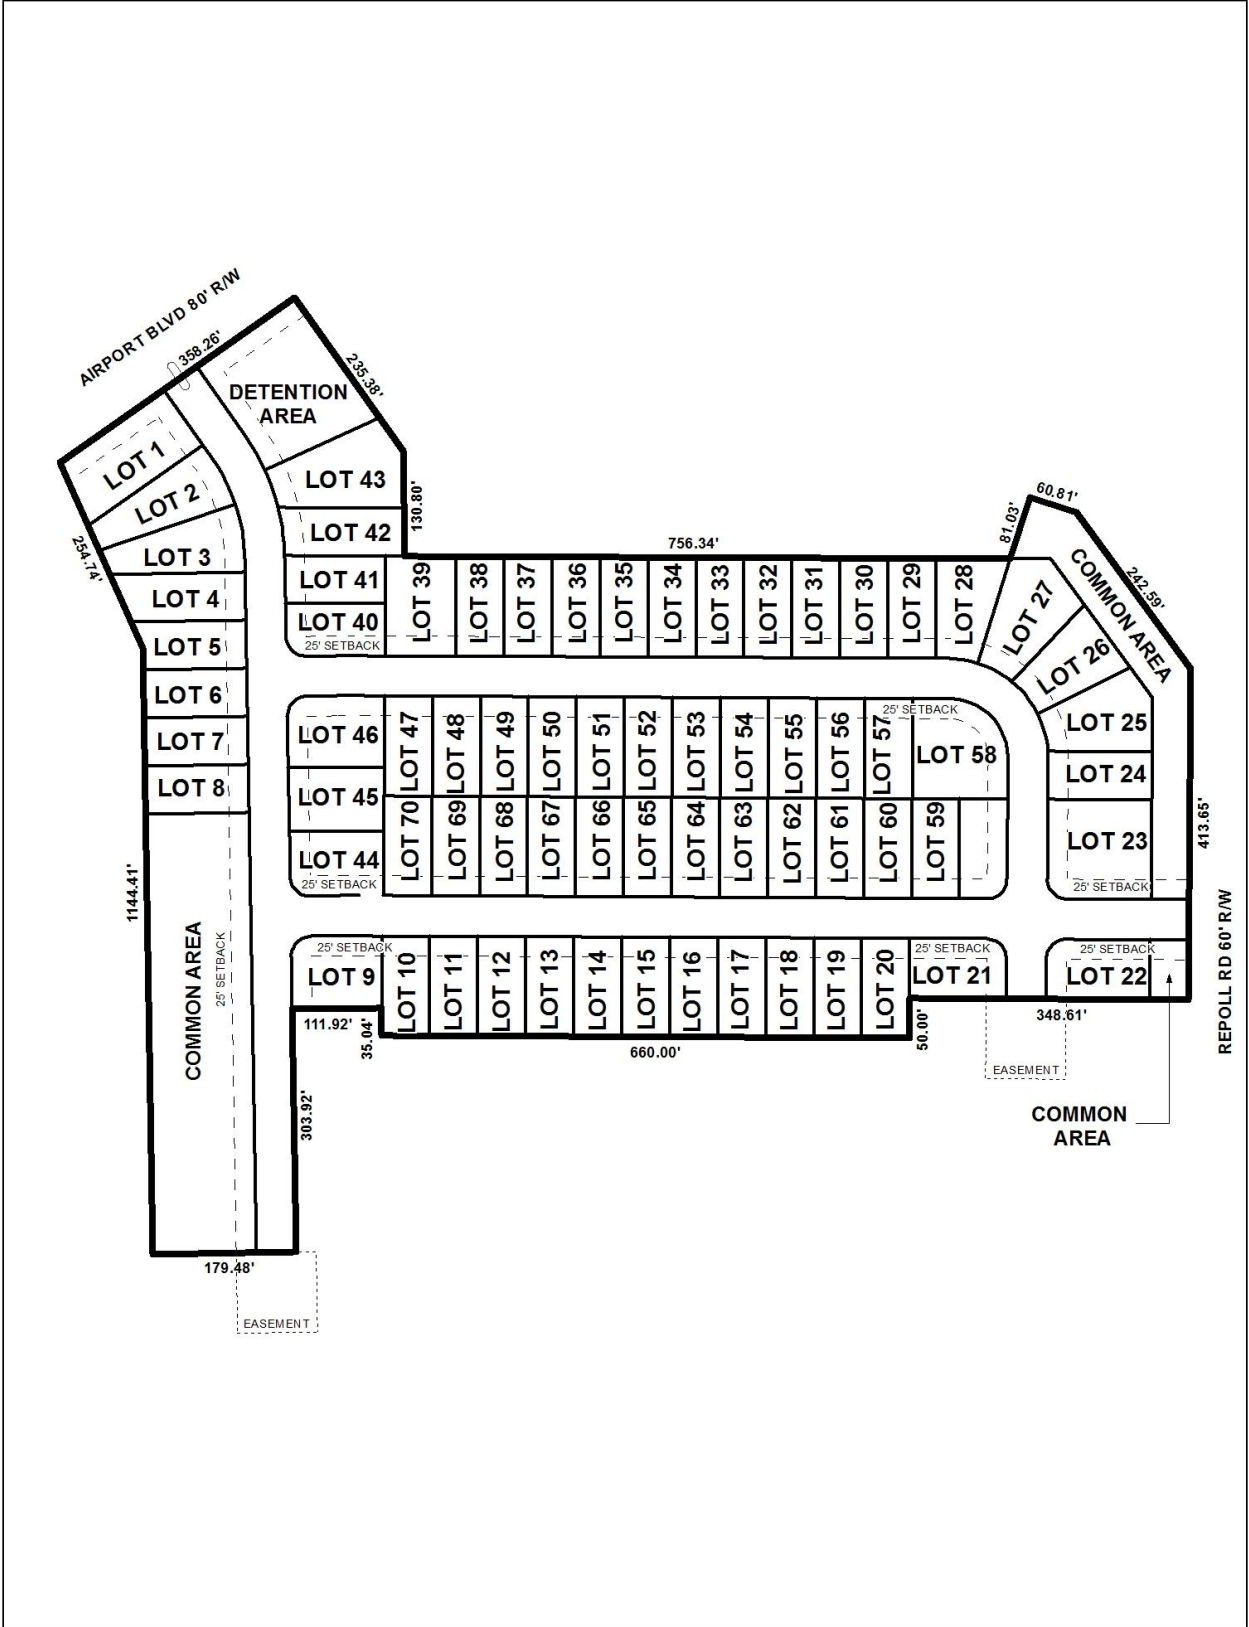 AIRPORT BLVD 80' R/W
358.26'
235.38'
DETENTION
AREA
LOT 1
LOT 2
LOT 3
LOT 4
LOT 5
LOT 6
LOT 7
LOT 8
254.74'
LOT 43
LOT 42
LOT 41
LOT 40
25' SETBACK
130.80'
756.34'
81.03'
60.81'
242.59'
COMMON AREA
LOT 39
LOT 38
LOT 37
LOT 36
LOT 35
LOT 34
LOT 33
LOT 32
LOT 31
LOT 30
LOT 29
LOT 28
LOT 27
LOT 26
LOT 25
LOT 24
LOT 23
25' SETBACK
413.65'
REPOLL RD 60' R/W
LOT 46
LOT 45
LOT 44
25' SETBACK
LOT 47
LOT 48
LOT 49
LOT 50
LOT 51
LOT 52
LOT 53
LOT 54
LOT 55
LOT 56
LOT 57
25' SETBACK
LOT 58
LOT 70
LOT 69
LOT 68
LOT 67
LOT 66
LOT 65
LOT 64
LOT 63
LOT 62
LOT 61
LOT 60
LOT 59
1144.41'
COMMON AREA
25' SETBACK
25' SETBACK
LOT 9
LOT 10
LOT 11
LOT 12
LOT 13
LOT 14
LOT 15
LOT 16
LOT 17
LOT 18
LOT 19
LOT 20
25' SETBACK
LOT 21
25' SETBACK
LOT 22
111.92'
35.04'
660.00'
50.00'
348.61'
EASEMENT
COMMON
AREA
303.92'
179.48'
EASEMENT